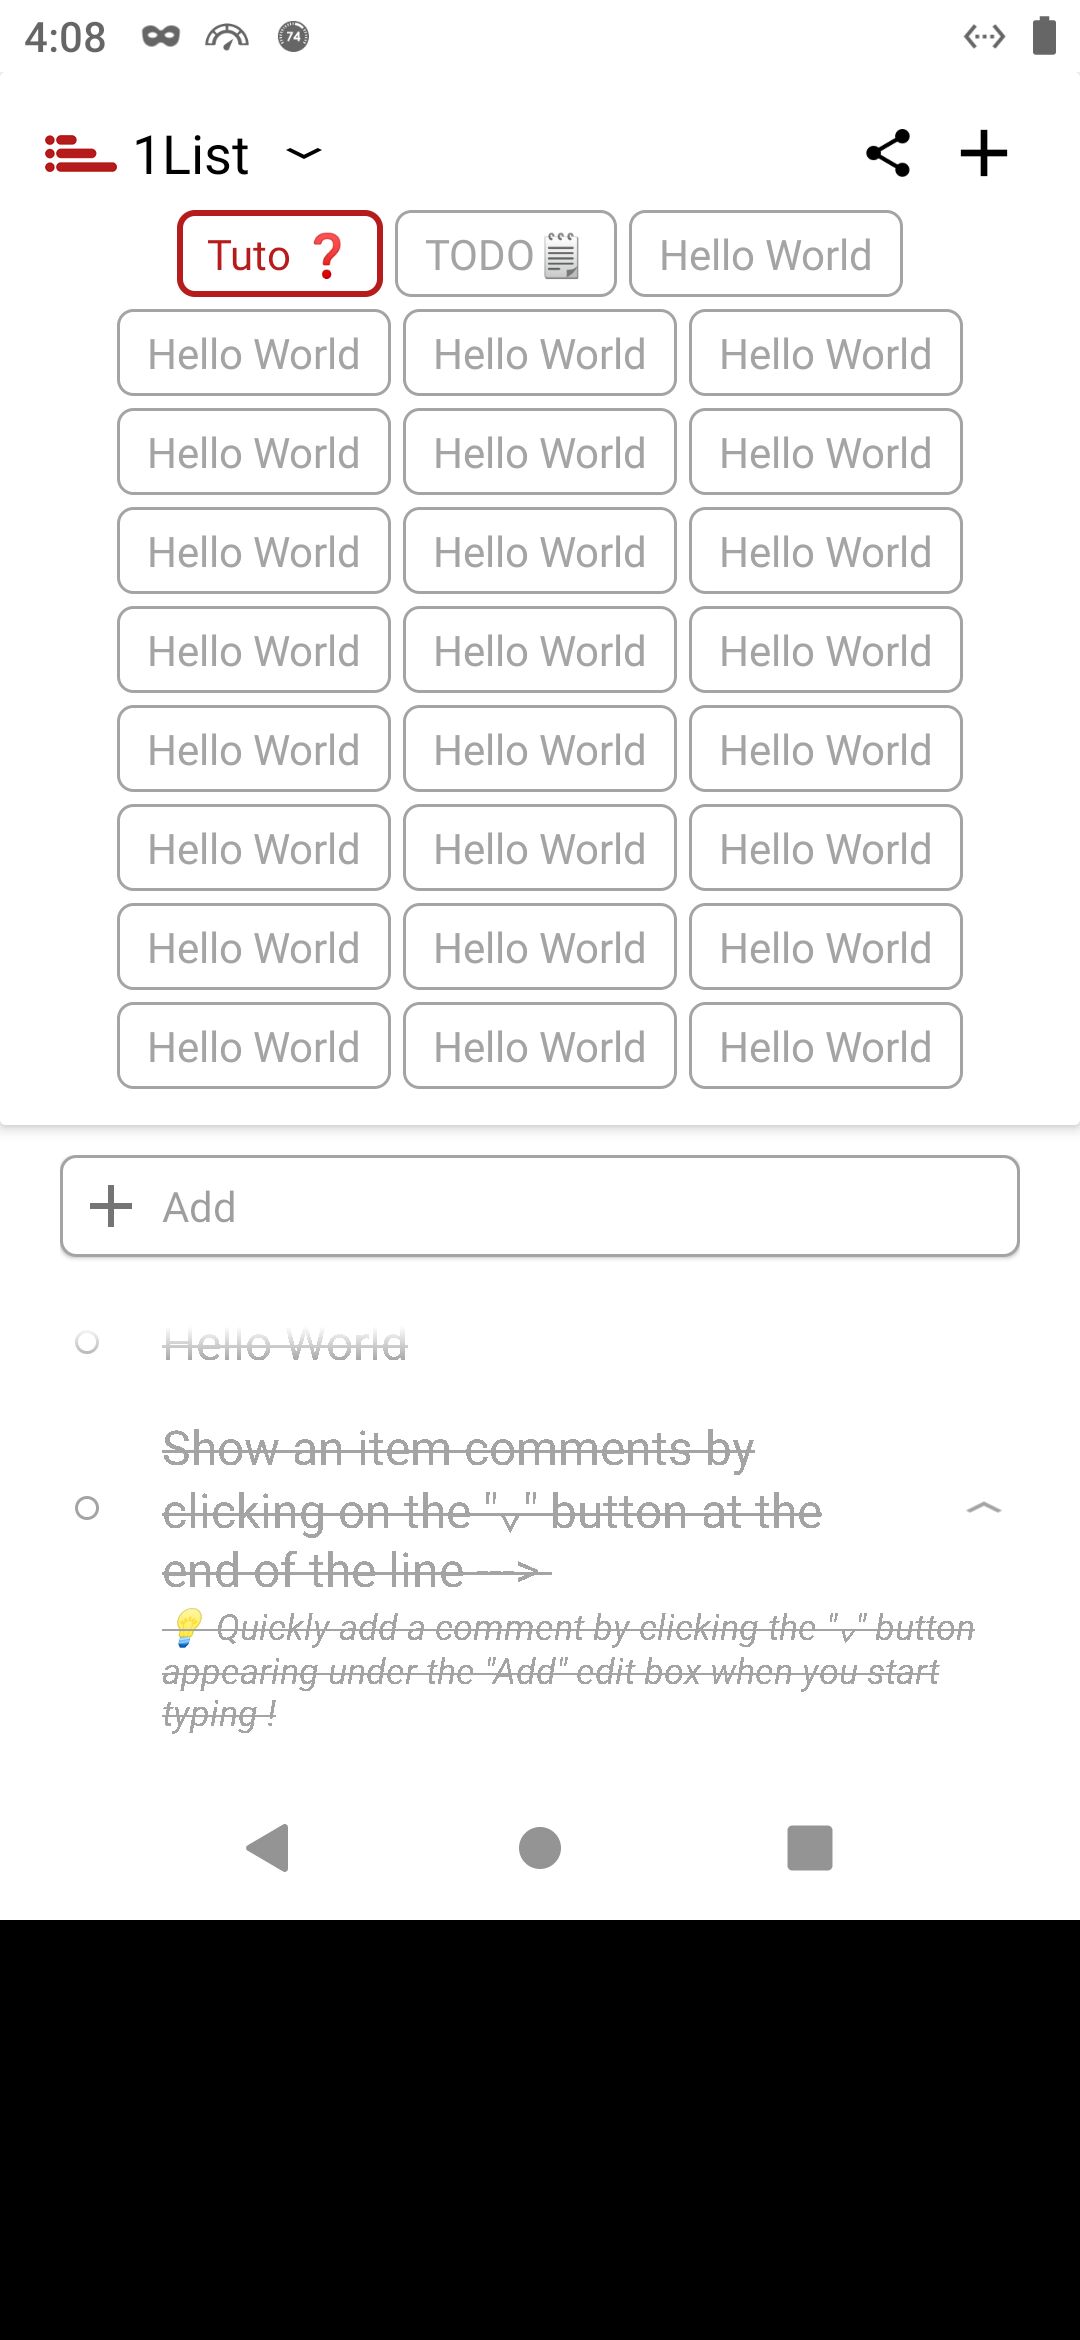 4:08 74
1List
Tuto ❓ TODO🗒 Hello World
Hello World Hello World Hello World
Hello World Hello World Hello World
Hello World Hello World Hello World
Hello World Hello World Hello World
Hello World Hello World Hello World
Hello World Hello World Hello World
Hello World Hello World Hello World
Hello World Hello World Hello World
Add
Hello World
Show an item comments by
clicking on the "⌄" button at the
end of the line --->
💡 Quickly add a comment by clicking the "⌄" button
appearing under the "Add" edit box when you start
typing !